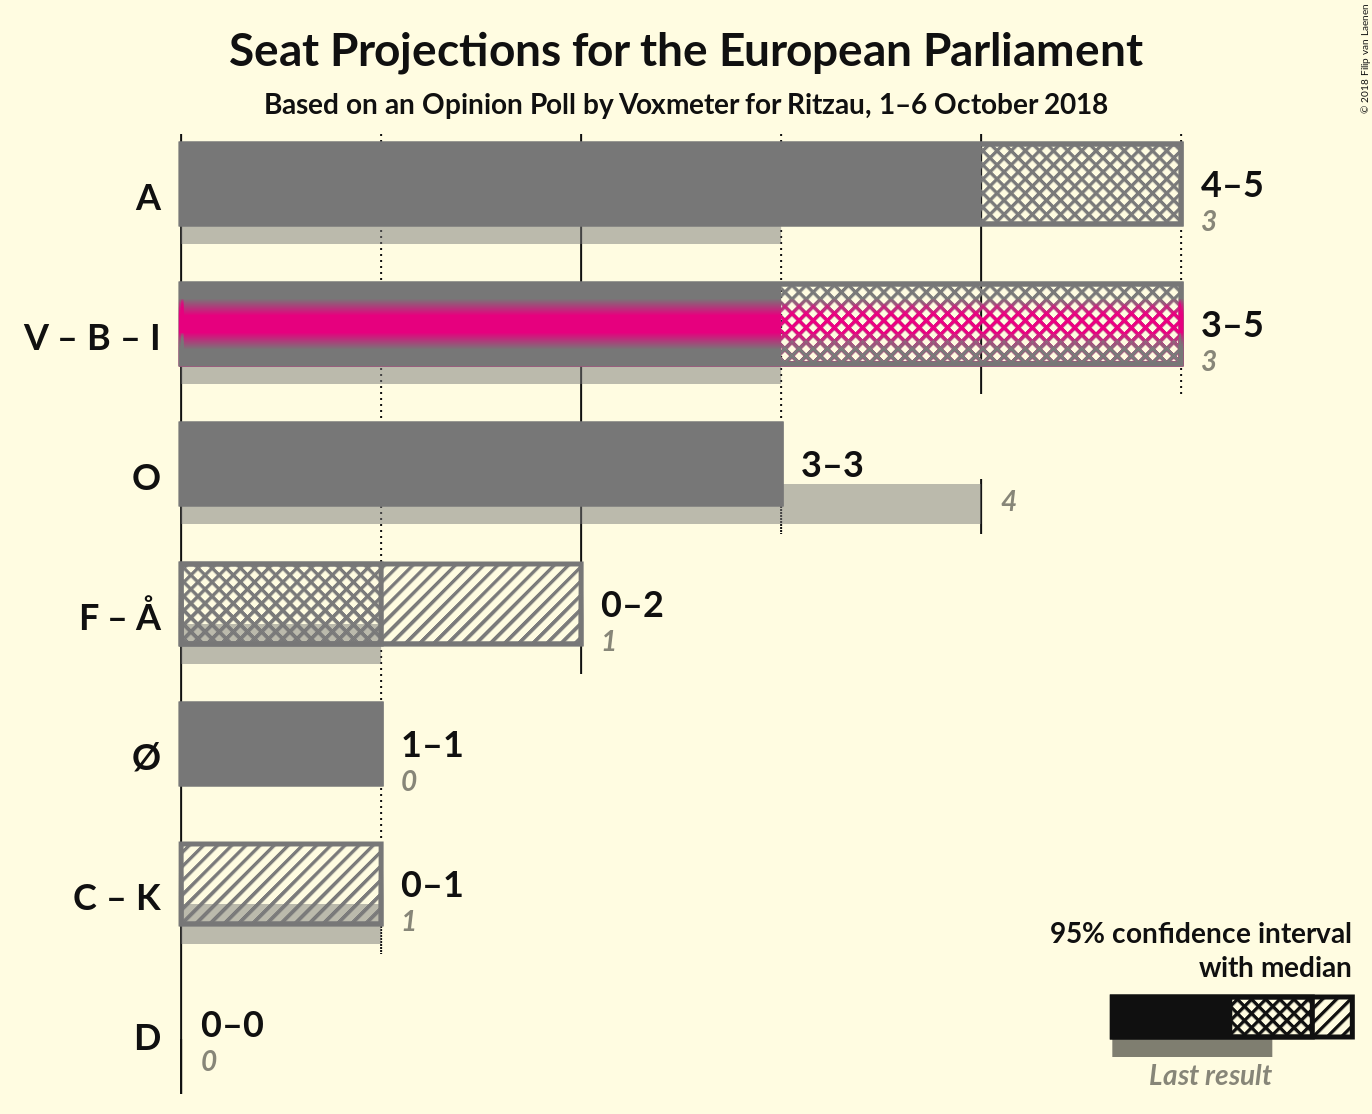 Seat Projections for the European Parliament
Based on an Opinion Poll by Voxmeter for Ritzau, 1–6 October 2018
© 2018 Filip van Laenen
A
4–5
3
V – B – I
3–5
3
O
3–3
4
F – Å
0–2
1
Ø
1–1
0
C – K
0–1
1
D
0–0
0
95% confidence interval
with median
Last result